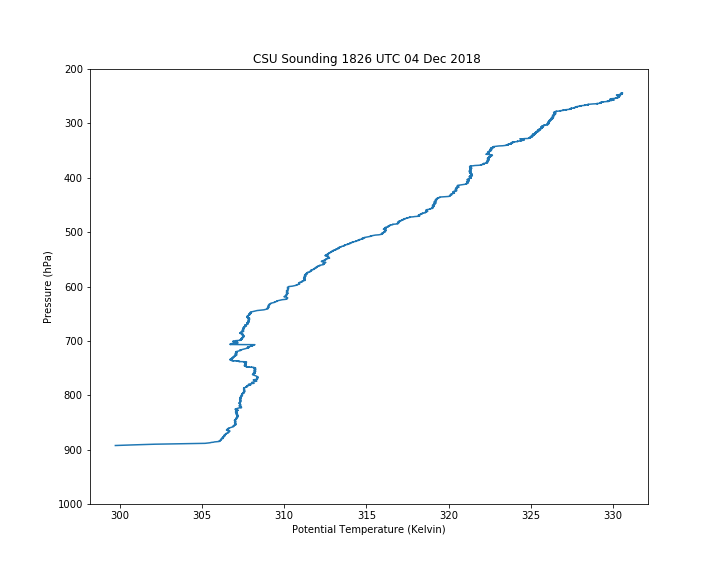 CSU Sounding 1826 UTC 04 Dec 2018
200
300
400
500
600
700
800
900
1000
Pressure (hPa)
300 305 310 315 320 325 330
Potential Temperature (Kelvin)